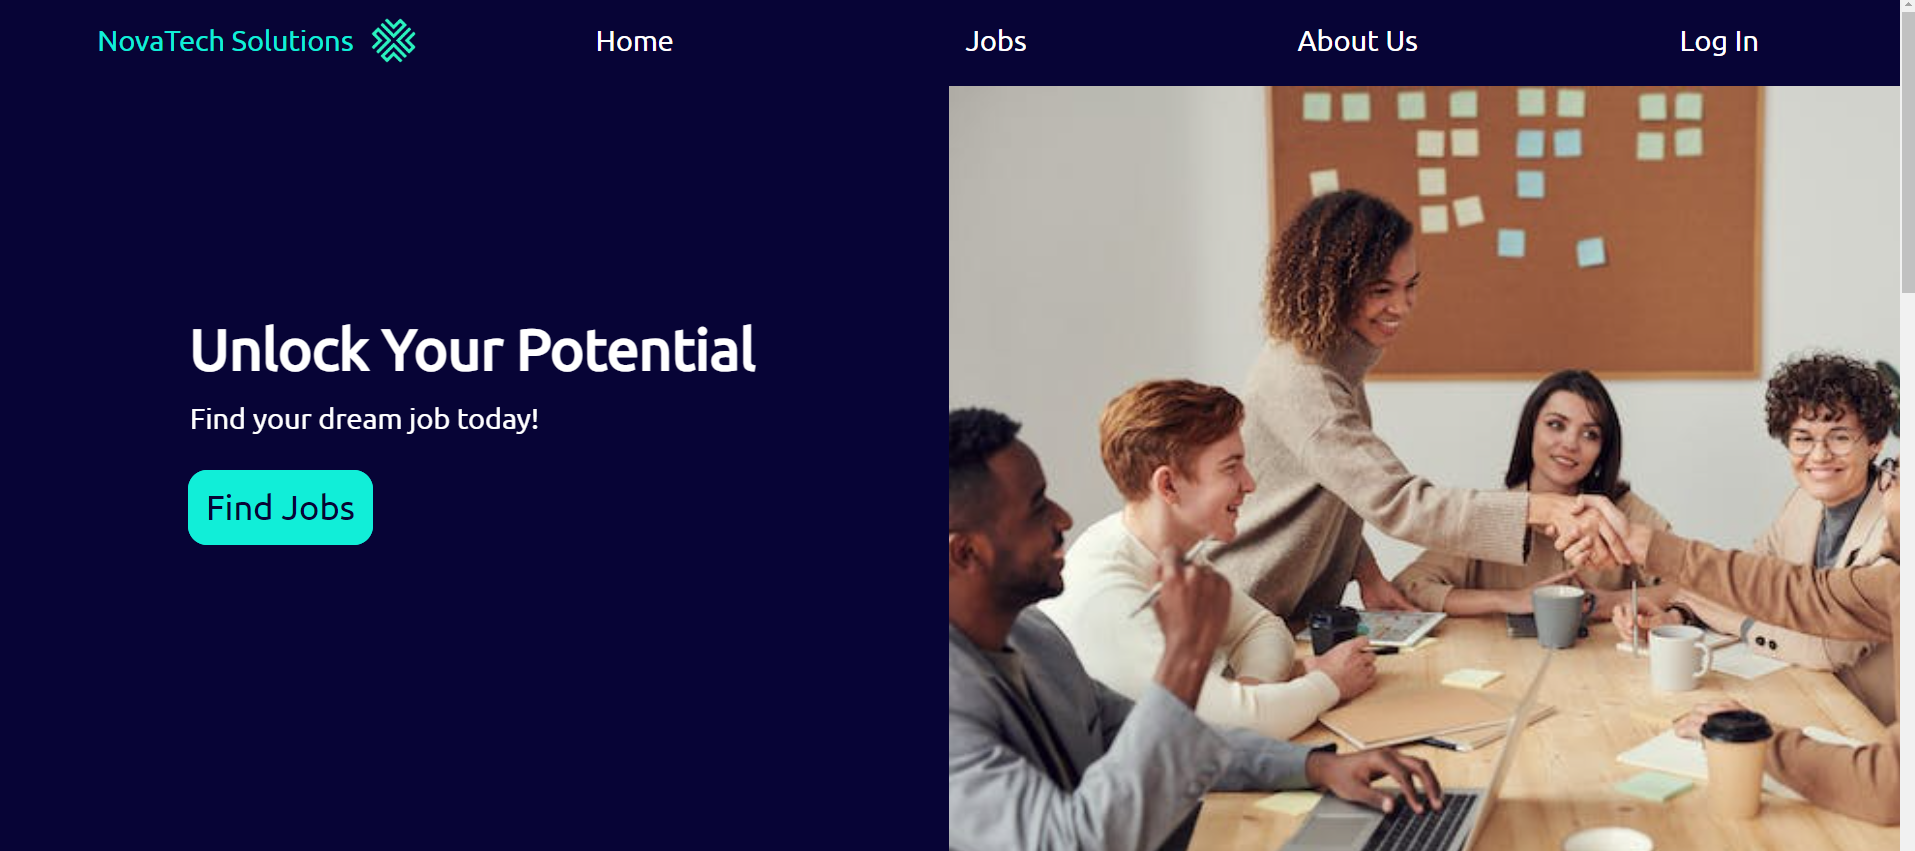 NovaTech Solutions
Home
Jobs
About Us
Log In
Unlock Your Potential
Find your dream job today!
Find Jobs